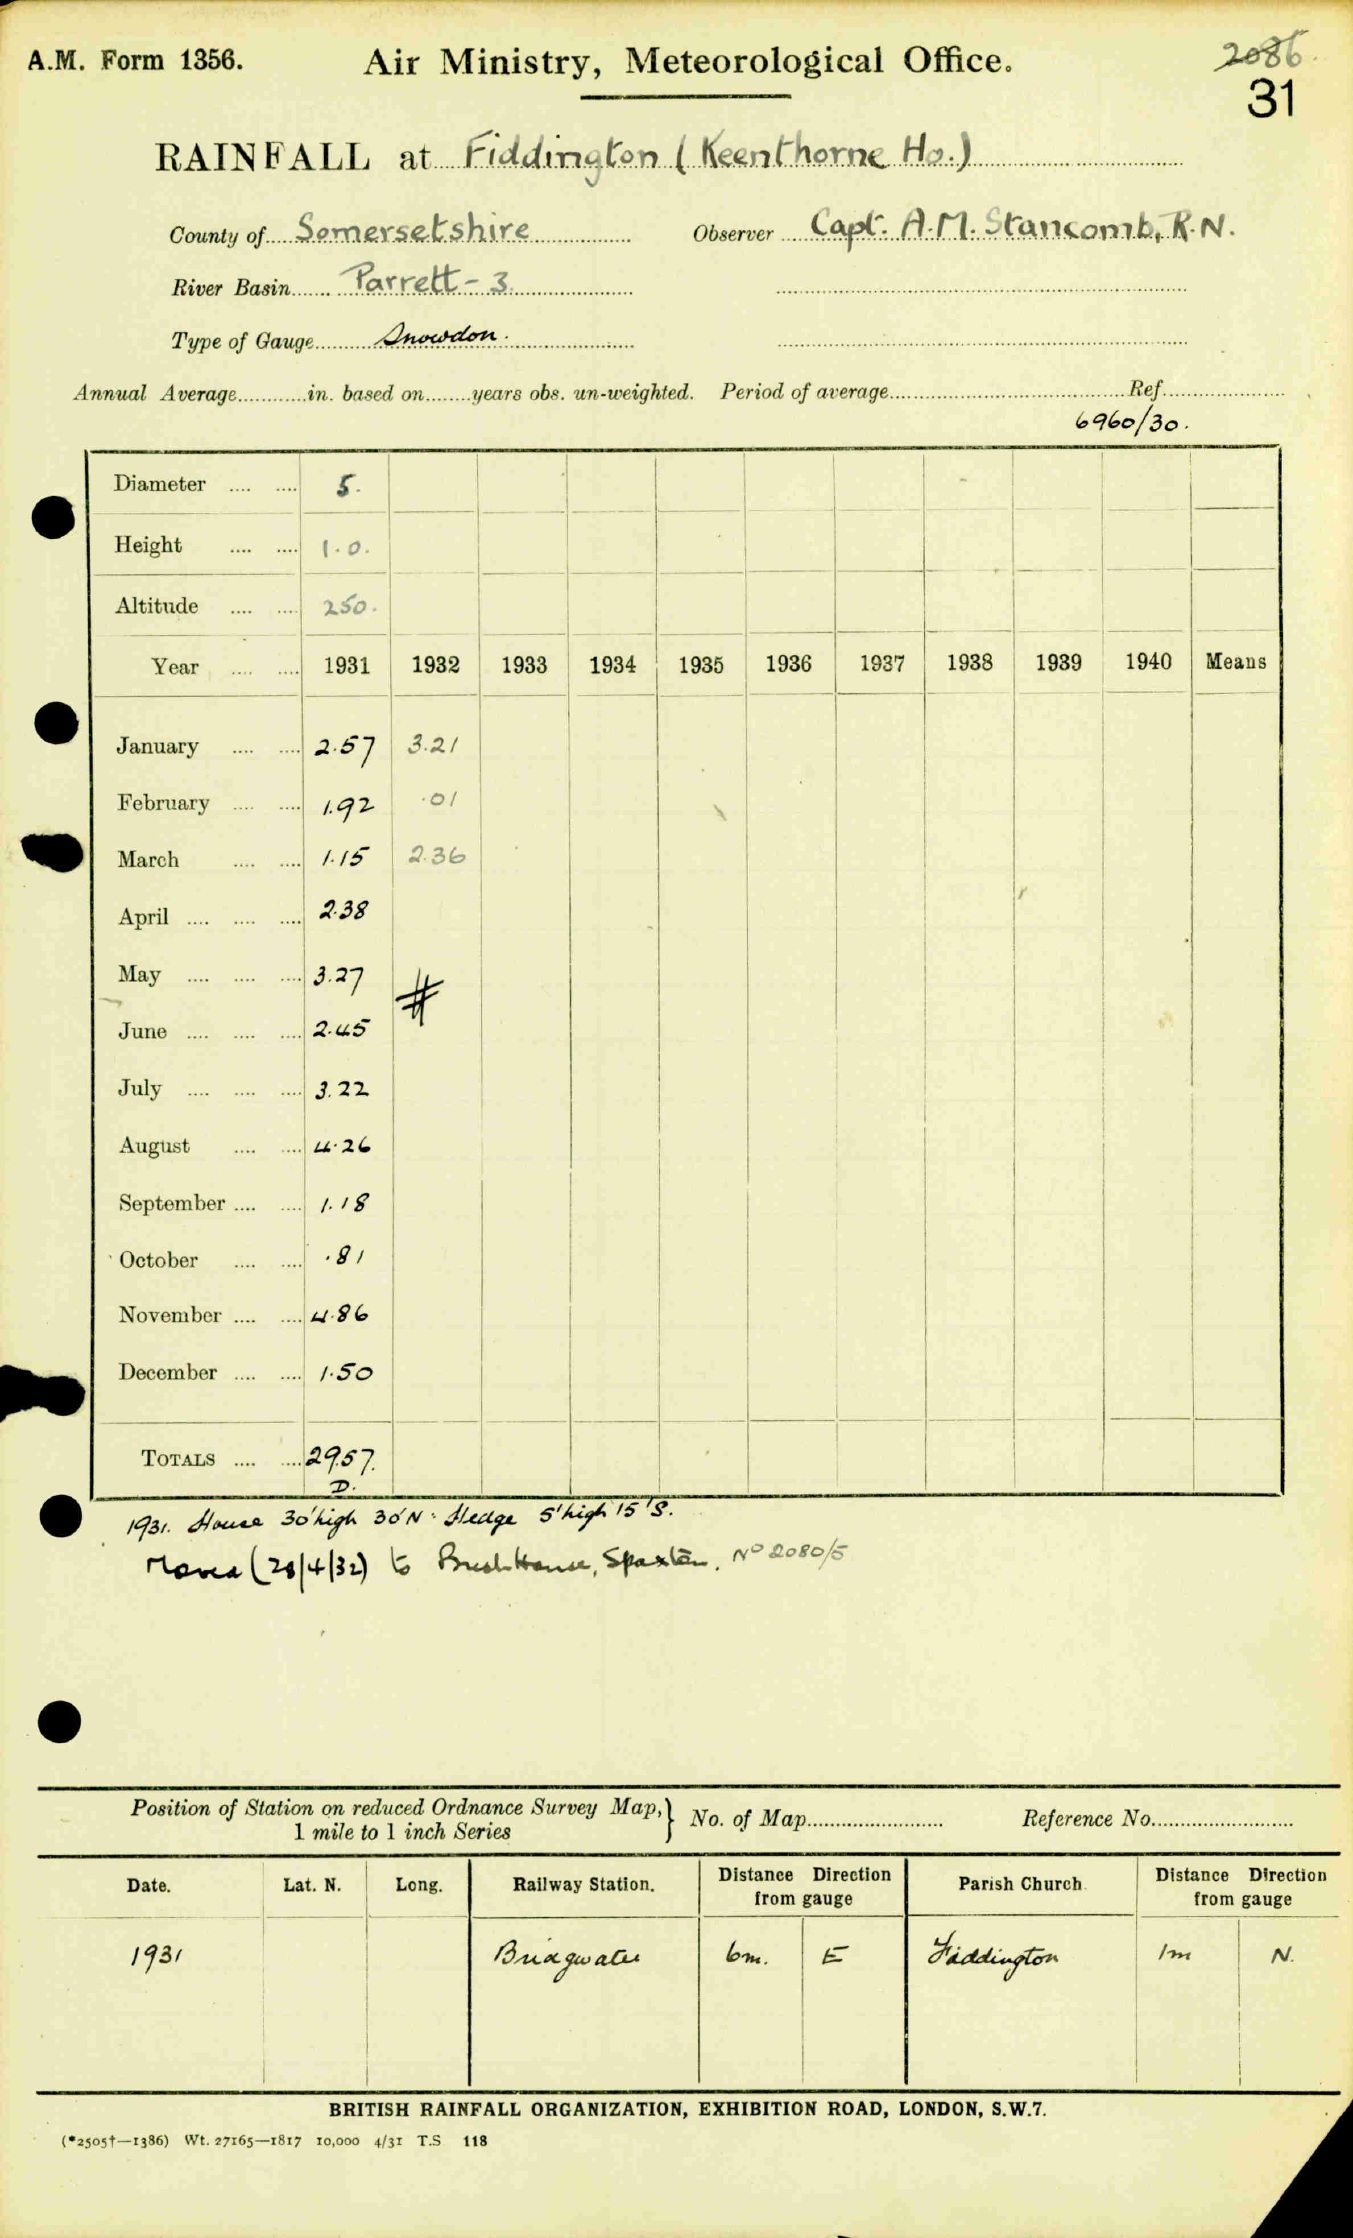 A.M. Form 1356. Air Ministry, Meteorological Office. 2086
31
RAINFALL at Fiddington (Keenthorne Ho.)
County of Somersetshire Observer Capt. A.M. Stancomb, R.N.
River Basin Parrett - 3
Type of Gauge Snowdon.
Annual Average in. based on years obs. un-weighted. Period of average Ref.
6960/30.
Diameter 5.
Height 1.0.
Altitude 250.
Year 1931 1932 1933 1934 1935 1936 1937 1938 1939 1940 Means
January 2.57 3.21
February 1.92 .01
March 1.15 2.36
April 2.38
May 3.27
#
June 2.45
July 3.22
August 4.26
September 1.18
October .81
November 4.86
December 1.50
TOTALS 29.57.
D.
1931. House 30' high 30' N. Hedge 5' high 15' S.
Moved (28/4/32) to House, Spaxton. No 2080/5
Position of Station on reduced Ordnance Survey Map, } No. of Map Reference No.
1 mile to 1 inch Series
Date. Lat. N. Long. Railway Station. Distance Direction from gauge Parish Church Distance Direction from gauge
1931 Bridgwater 6m. E Fiddington 1m N.
BRITISH RAINFALL ORGANIZATION, EXHIBITION ROAD, LONDON, S.W.7.
(*2505†—1386) Wt. 27165—1817 10,000 4/31 T.S 118